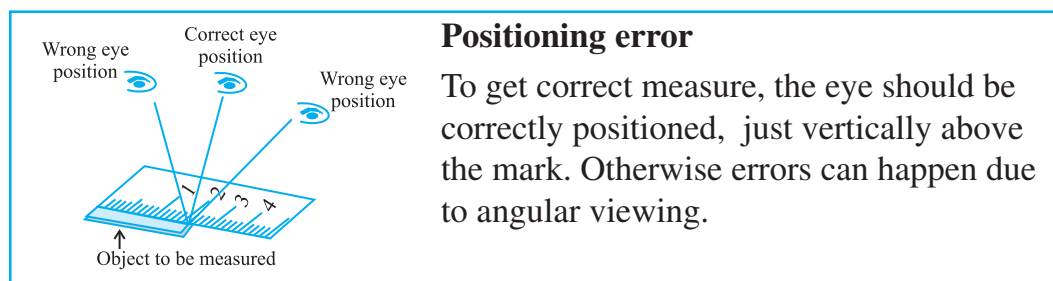 Wrong eye
position
Correct eye
position
Wrong eye
position
1 2 3 4
Object to be measured
Positioning error
To get correct measure, the eye should be
correctly positioned, just vertically above
the mark. Otherwise errors can happen due
to angular viewing.